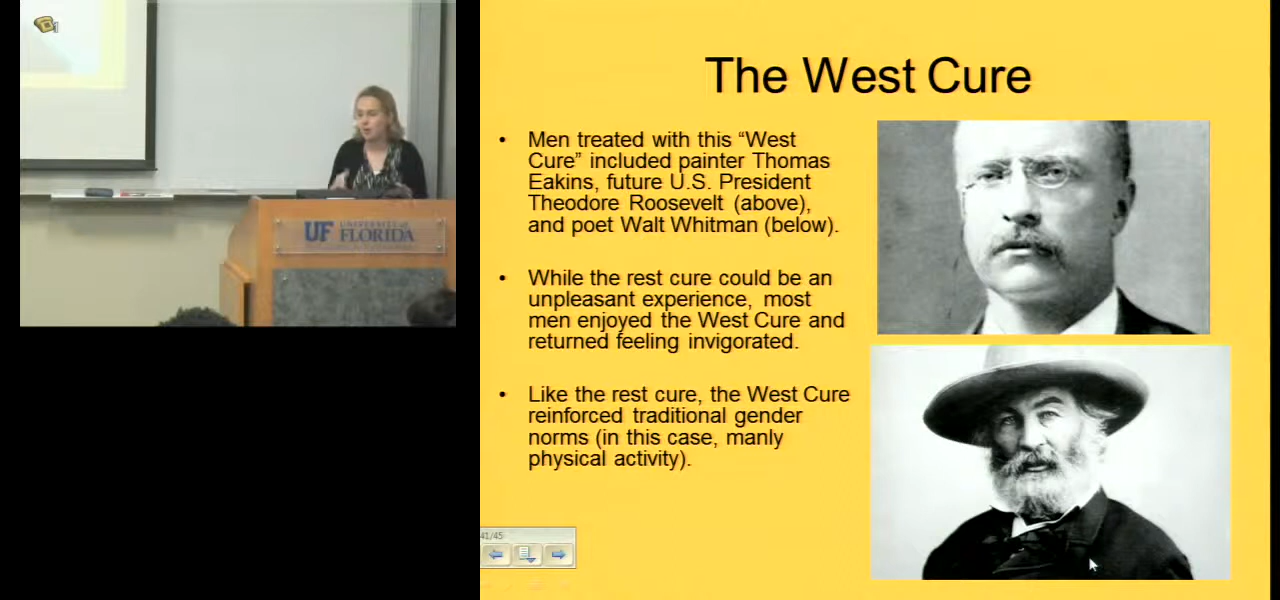 The West Cure
• Men treated with this “West
Cure” included painter Thomas
Eakins, future U.S. President
Theodore Roosevelt (above),
and poet Walt Whitman (below).
• While the rest cure could be an
unpleasant experience, most
men enjoyed the West Cure and
returned feeling invigorated.
• Like the rest cure, the West Cure
reinforced traditional gender
norms (in this case, manly
physical activity).
UF UNIVERSITY of
FLORIDA
41/45